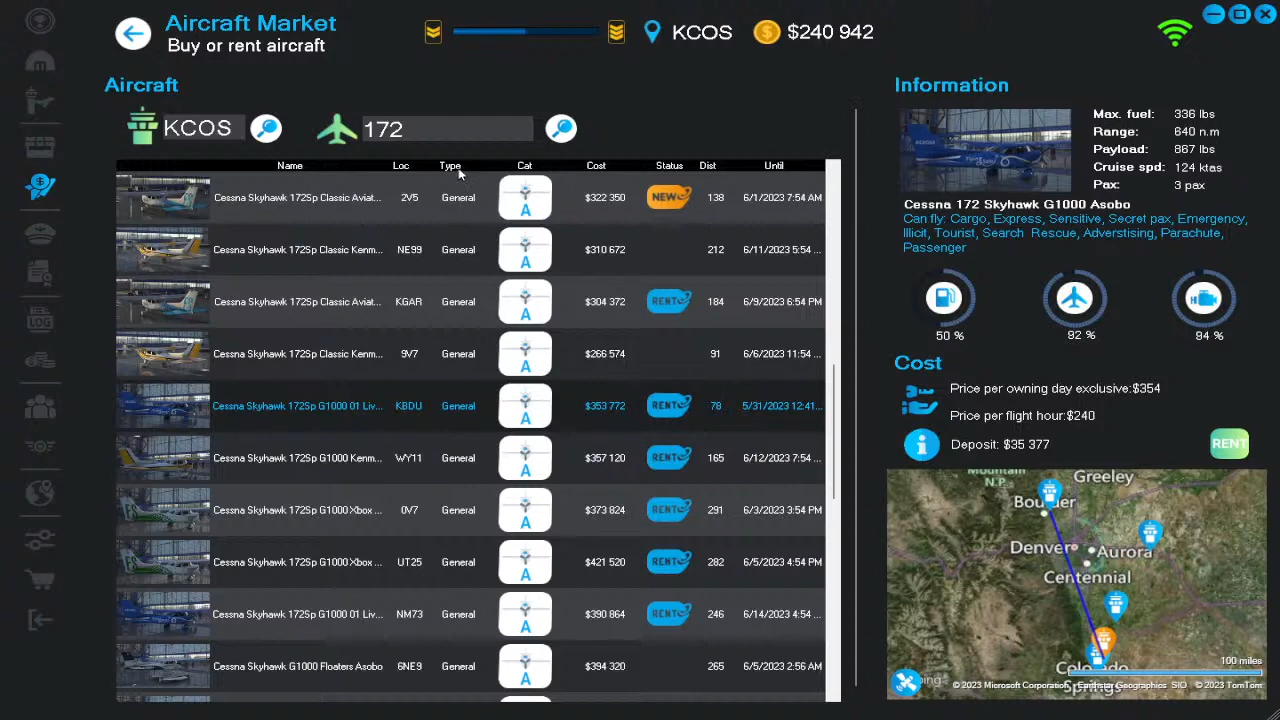 Aircraft Market
Buy or rent aircraft
KCOS
$240 942
Aircraft
KCOS
172
Name Loc Type Cat Cost Status Dist Until
Cessna Skyhawk 172Sp Classic Aviat... 2V5 General A $322 350 NEW 138 6/1/2023 7:54 AM
Cessna Skyhawk 172Sp Classic Kenm... NE99 General A $310 672 212 6/11/2023 5:54 ...
Cessna Skyhawk 172Sp Classic Aviat... KGAR General A $304 372 RENT 184 6/9/2023 6:54 PM
Cessna Skyhawk 172Sp Classic Kenm... 9V7 General A $266 574 91 6/6/2023 11:54 ...
Cessna Skyhawk 172Sp G1000 01 Liv... KBDU General A $353 772 RENT 78 5/31/2023 12:41...
Cessna Skyhawk 172Sp G1000 Kenm... WY11 General A $357 120 RENT 165 6/12/2023 7:54 ...
Cessna Skyhawk 172Sp G1000 Xbox ... 0V7 General A $373 824 RENT 291 6/3/2023 3:54 PM
Cessna Skyhawk 172Sp G1000 Xbox ... UT25 General A $421 520 RENT 282 6/5/2023 4:54 PM
Cessna Skyhawk 172Sp G1000 01 Liv... NM73 General A $390 864 RENT 246 6/14/2023 4:54 ...
Cessna Skyhawk G1000 Floaters Asobo 6NE9 General A $394 320 265 6/5/2023 2:56 AM
LOG
Information
Max. fuel: 336 lbs
Range: 640 n.m
Payload: 867 lbs
Cruise spd: 124 ktas
Pax: 3 pax
Cessna 172 Skyhawk G1000 Asobo
Can fly: Cargo, Express, Sensitive, Secret pax, Emergency,
Illicit, Tourist, Search Rescue, Adverstising, Parachute,
Passenger
50 % 92 % 94 %
Cost
Price per owning day exclusive:$354
Price per flight hour:$240
Deposit: $35 377
RENT
Mountain
N.P.
Greeley
Boulder
Denver
Aurora
Centennial
Colorado
Springs
100 miles
© 2023 Microsoft Corporation Earthstar Geographics SIO © 2023 TomTom